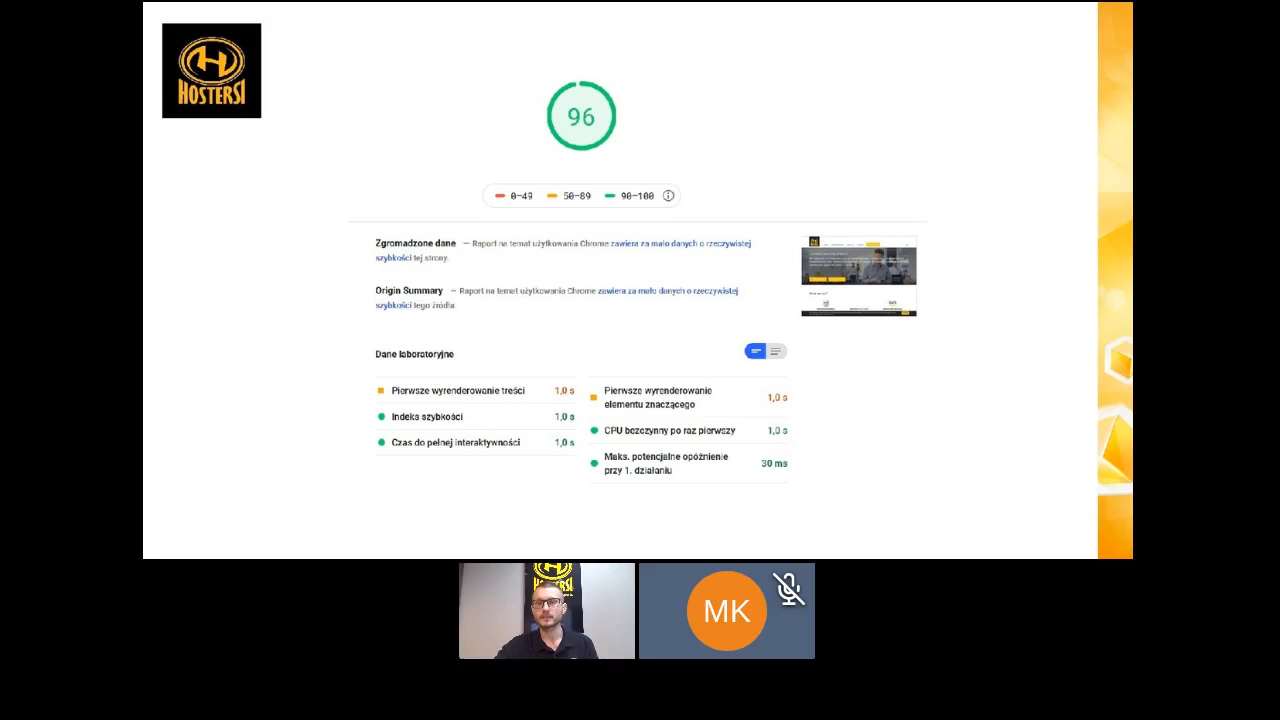 HOSTERSI
96
0–49 50–89 90–100
Zgromadzone dane — Raport na temat użytkowania Chrome zawiera za mało danych o rzeczywistej
szybkości tej strony.
Origin Summary — Raport na temat użytkowania Chrome zawiera za mało danych o rzeczywistej
szybkości tego źródła.
Dane laboratoryjne
Pierwsze wyrenderowanie treści 1,0 s
Indeks szybkości 1,0 s
Czas do pełnej interaktywności 1,0 s
Pierwsze wyrenderowanie
elementu znaczącego 1,0 s
CPU bezczynny po raz pierwszy 1,0 s
Maks. potencjalne opóźnienie
przy 1. działaniu 30 ms
HOSTERSI
MK